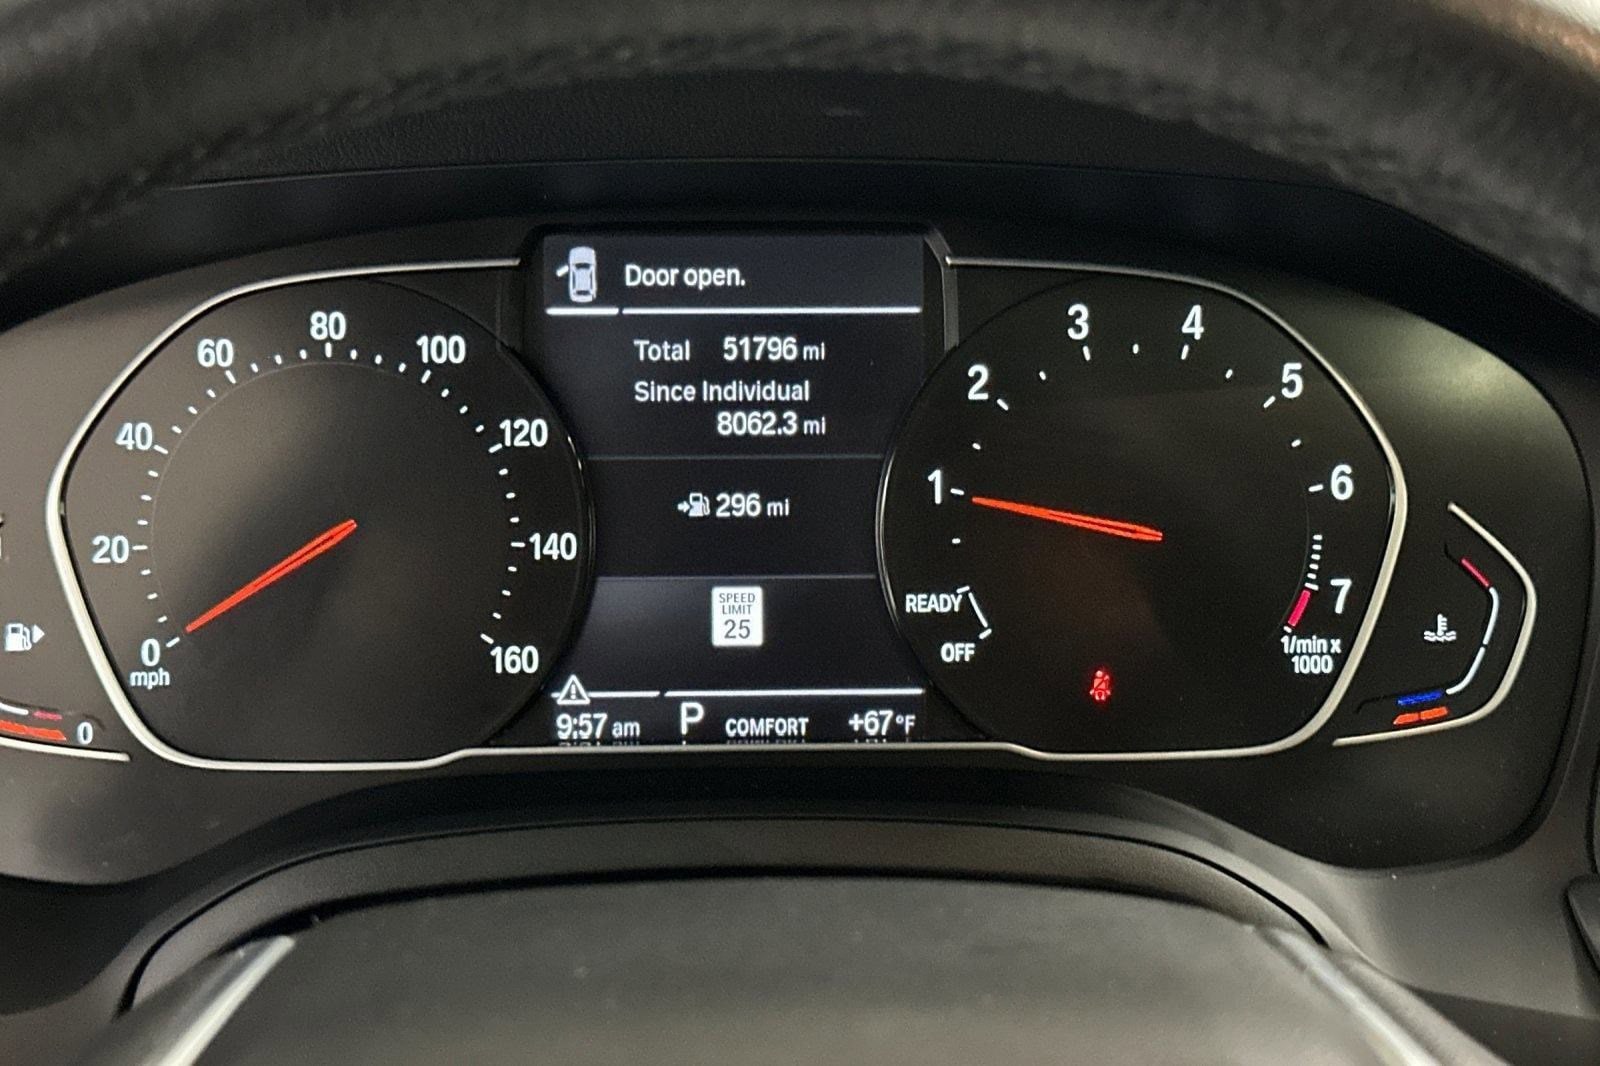 Door open.
Total 51796 mi
Since Individual
8062.3 mi
296 mi
SPEED
LIMIT
25
9:57 am P COMFORT +67 °F
0
20
40
60
80
100
120
140
160
mph
OFF
READY
1
2
3
4
5
6
7
1/min x
1000
0